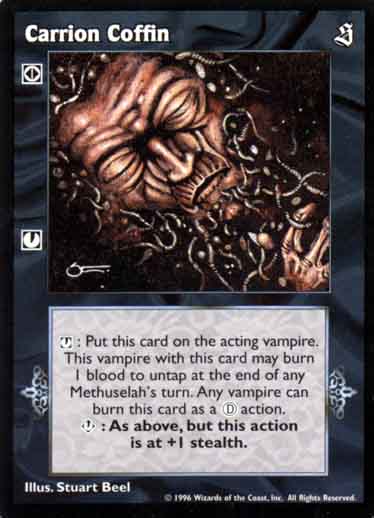 Carrion Coffin
: Put this card on the acting vampire.
This vampire with this card may burn
1 blood to untap at the end of any
Methuselah's turn. Any vampire can
burn this card as a Ⓓ action.
: As above, but this action
is at +1 stealth.
Illus. Stuart Beel
© 1996 Wizards of the Coast, Inc. All Rights Reserved.